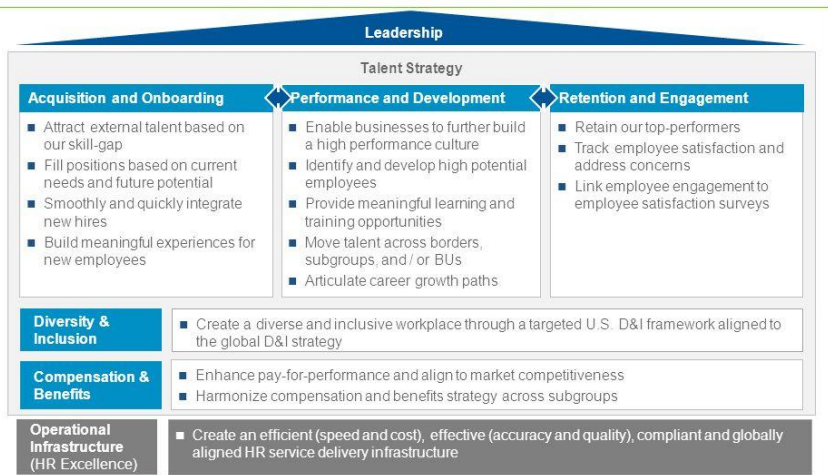 Leadership
Talent Strategy
Acquisition and Onboarding
■ Attract external talent based on
our skill-gap
■ Fill positions based on current
needs and future potential
■ Smoothly and quickly integrate
new hires
■ Build meaningful experiences for
new employees
Performance and Development
■ Enable businesses to further build
a high performance culture
■ Identify and develop high potential
employees
■ Provide meaningful learning and
training opportunities
■ Move talent across borders,
subgroups, and / or BUs
■ Articulate career growth paths
Retention and Engagement
■ Retain our top-performers
■ Track employee satisfaction and
address concerns
■ Link employee engagement to
employee satisfaction surveys
Diversity &
Inclusion
■ Create a diverse and inclusive workplace through a targeted U.S. D&I framework aligned to
the global D&I strategy
Compensation &
Benefits
■ Enhance pay-for-performance and align to market competitiveness
■ Harmonize compensation and benefits strategy across subgroups
Operational
Infrastructure
(HR Excellence)
■ Create an efficient (speed and cost), effective (accuracy and quality), compliant and globally
aligned HR service delivery infrastructure